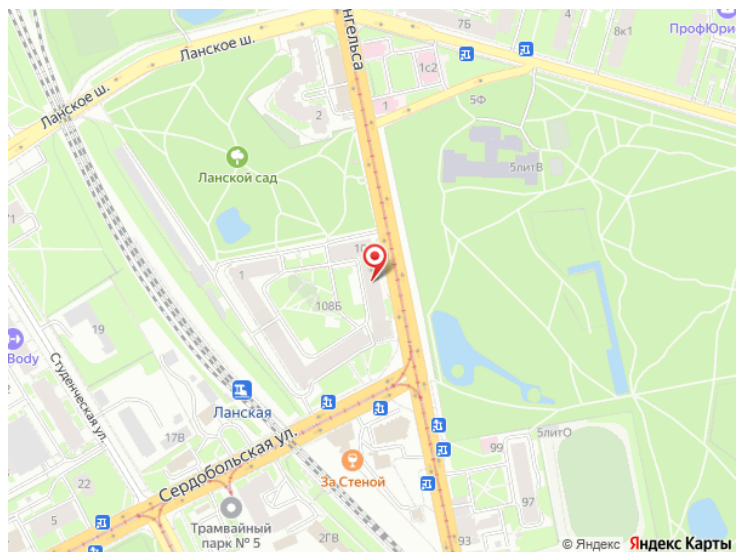 нгельса
7Б
4
8к1
ПрофЮрис
Ланское ш.
1с2
1
5Ф
2
Ланское ш.
5литВ
Ланской сад
71
1
108Б
19
Body
Студенческая ул.
Ланская
17В
Сердобольская ул.
99
5литО
За Стеной
22
97
5
Трамвайный
парк № 5
2ГВ
93
© Яндекс Яндекс Карты